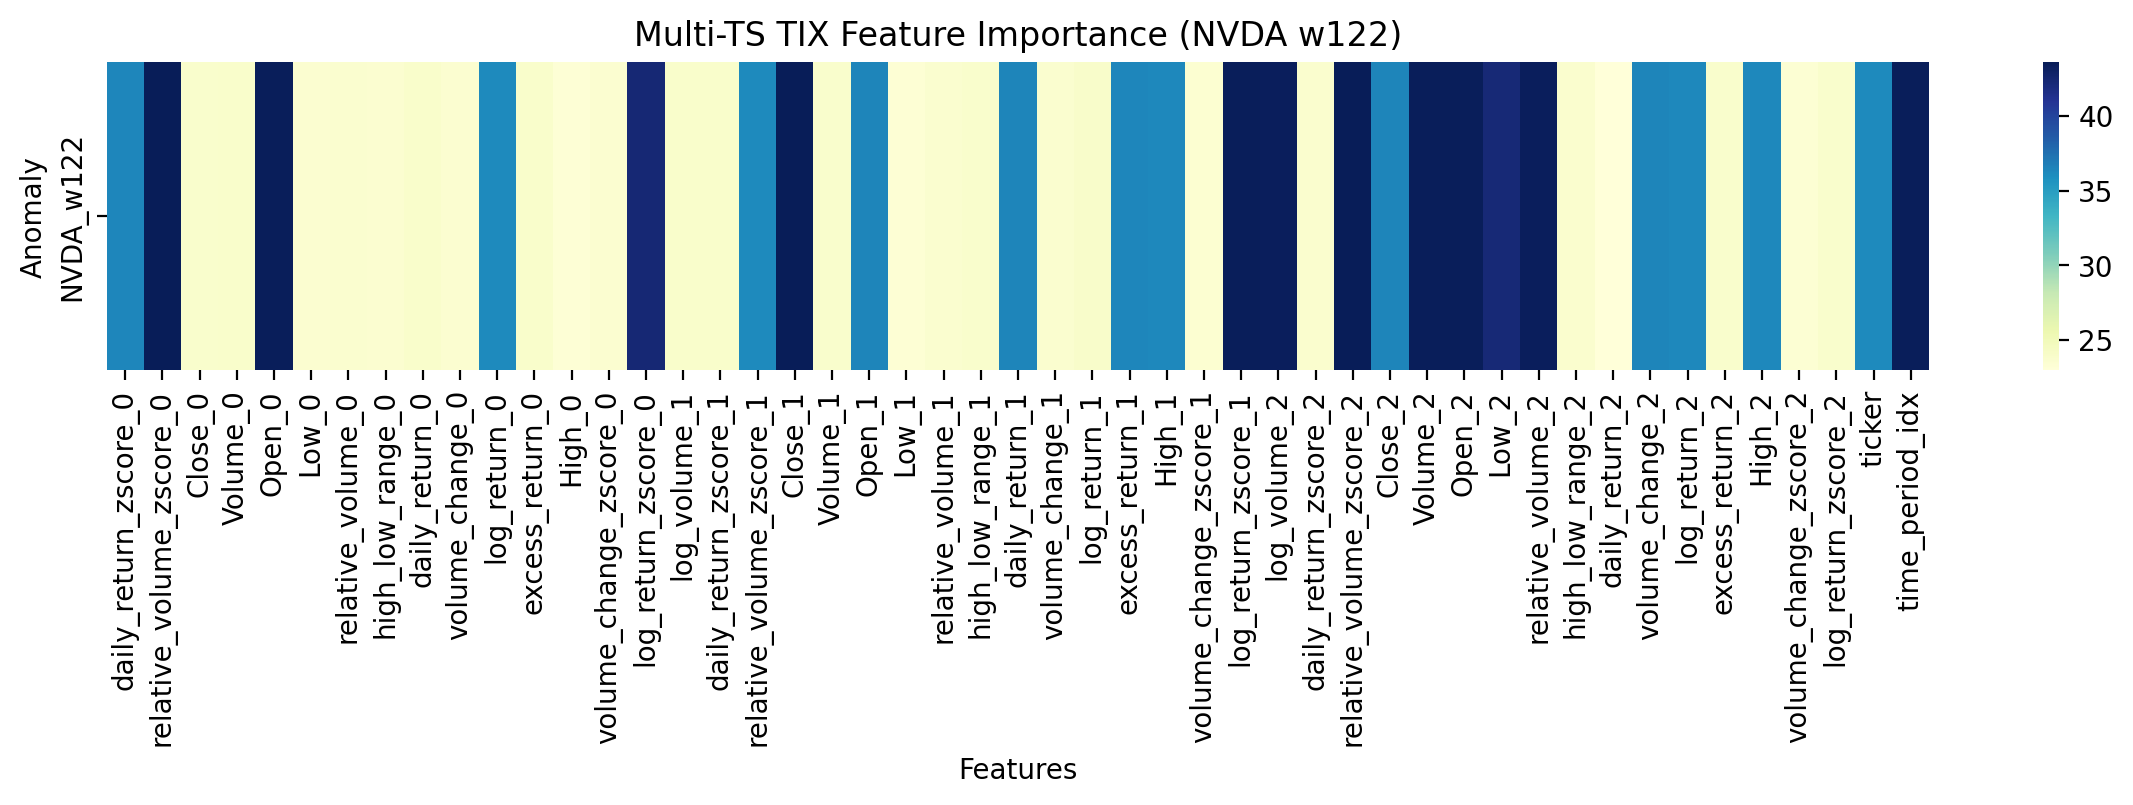 Multi-TS TIX Feature Importance (NVDA w122)
Anomaly
NVDA_w122
40
35
30
25
daily_return_zscore_0
relative_volume_zscore_0
Close_0
Volume_0
Open_0
Low_0
relative_volume_0
high_low_range_0
daily_return_0
volume_change_0
log_return_0
excess_return_0
High_0
volume_change_zscore_0
log_return_zscore_0
log_volume_1
daily_return_zscore_1
relative_volume_zscore_1
Close_1
Volume_1
Open_1
Low_1
relative_volume_1
high_low_range_1
daily_return_1
volume_change_1
log_return_1
excess_return_1
High_1
volume_change_zscore_1
log_return_zscore_1
log_volume_2
daily_return_zscore_2
relative_volume_zscore_2
Close_2
Volume_2
Open_2
Low_2
relative_volume_2
high_low_range_2
daily_return_2
volume_change_2
log_return_2
excess_return_2
High_2
volume_change_zscore_2
log_return_zscore_2
ticker
time_period_idx
Features